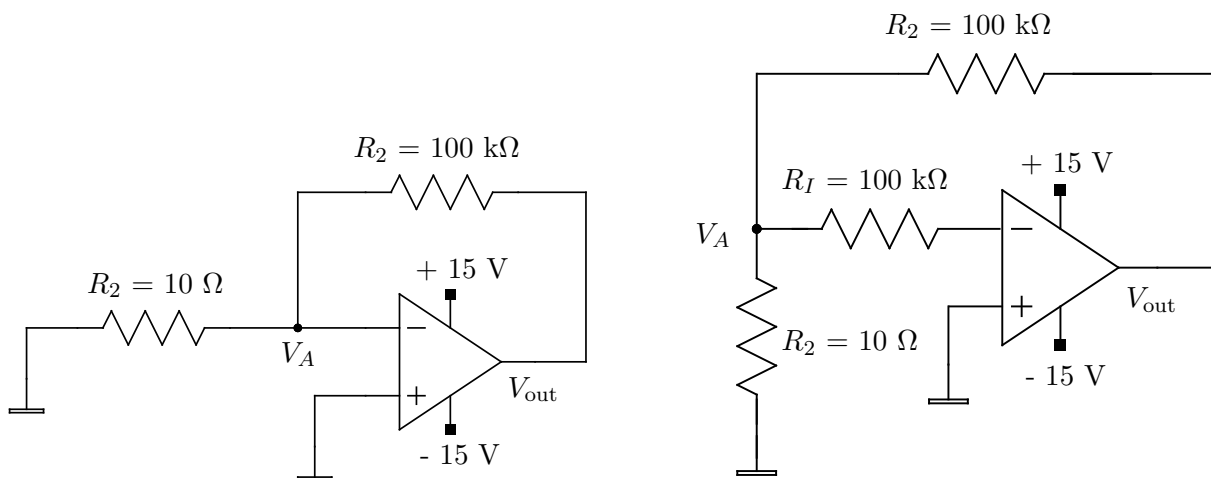 R₂ = 100 kΩ
R₂ = 10 Ω
+ 15 V
V_A
−
+
V_out
- 15 V
R₂ = 100 kΩ
+ 15 V
R_I = 100 kΩ
V_A
−
+
V_out
R₂ = 10 Ω
- 15 V